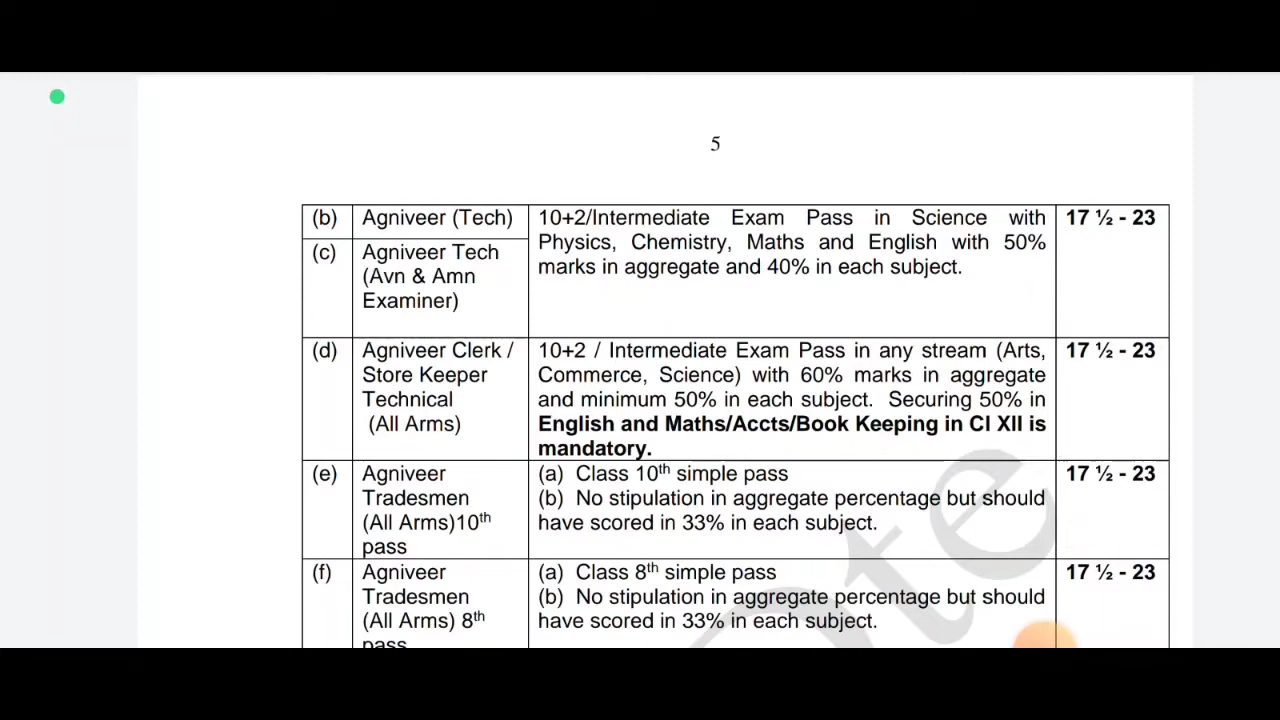 5
(b) Agniveer (Tech) 10+2/Intermediate Exam Pass in Science with 17 ½ - 23
Physics, Chemistry, Maths and English with 50%
(c) Agniveer Tech marks in aggregate and 40% in each subject.
(Avn & Amn
Examiner)
(d) Agniveer Clerk / 10+2 / Intermediate Exam Pass in any stream (Arts, 17 ½ - 23
Store Keeper Commerce, Science) with 60% marks in aggregate
Technical and minimum 50% in each subject. Securing 50% in
(All Arms) English and Maths/Accts/Book Keeping in Cl XII is
mandatory.
(e) Agniveer (a) Class 10th simple pass 17 ½ - 23
Tradesmen (b) No stipulation in aggregate percentage but should
(All Arms)10th have scored in 33% in each subject.
pass
(f) Agniveer (a) Class 8th simple pass 17 ½ - 23
Tradesmen (b) No stipulation in aggregate percentage but should
(All Arms) 8th have scored in 33% in each subject.
pass